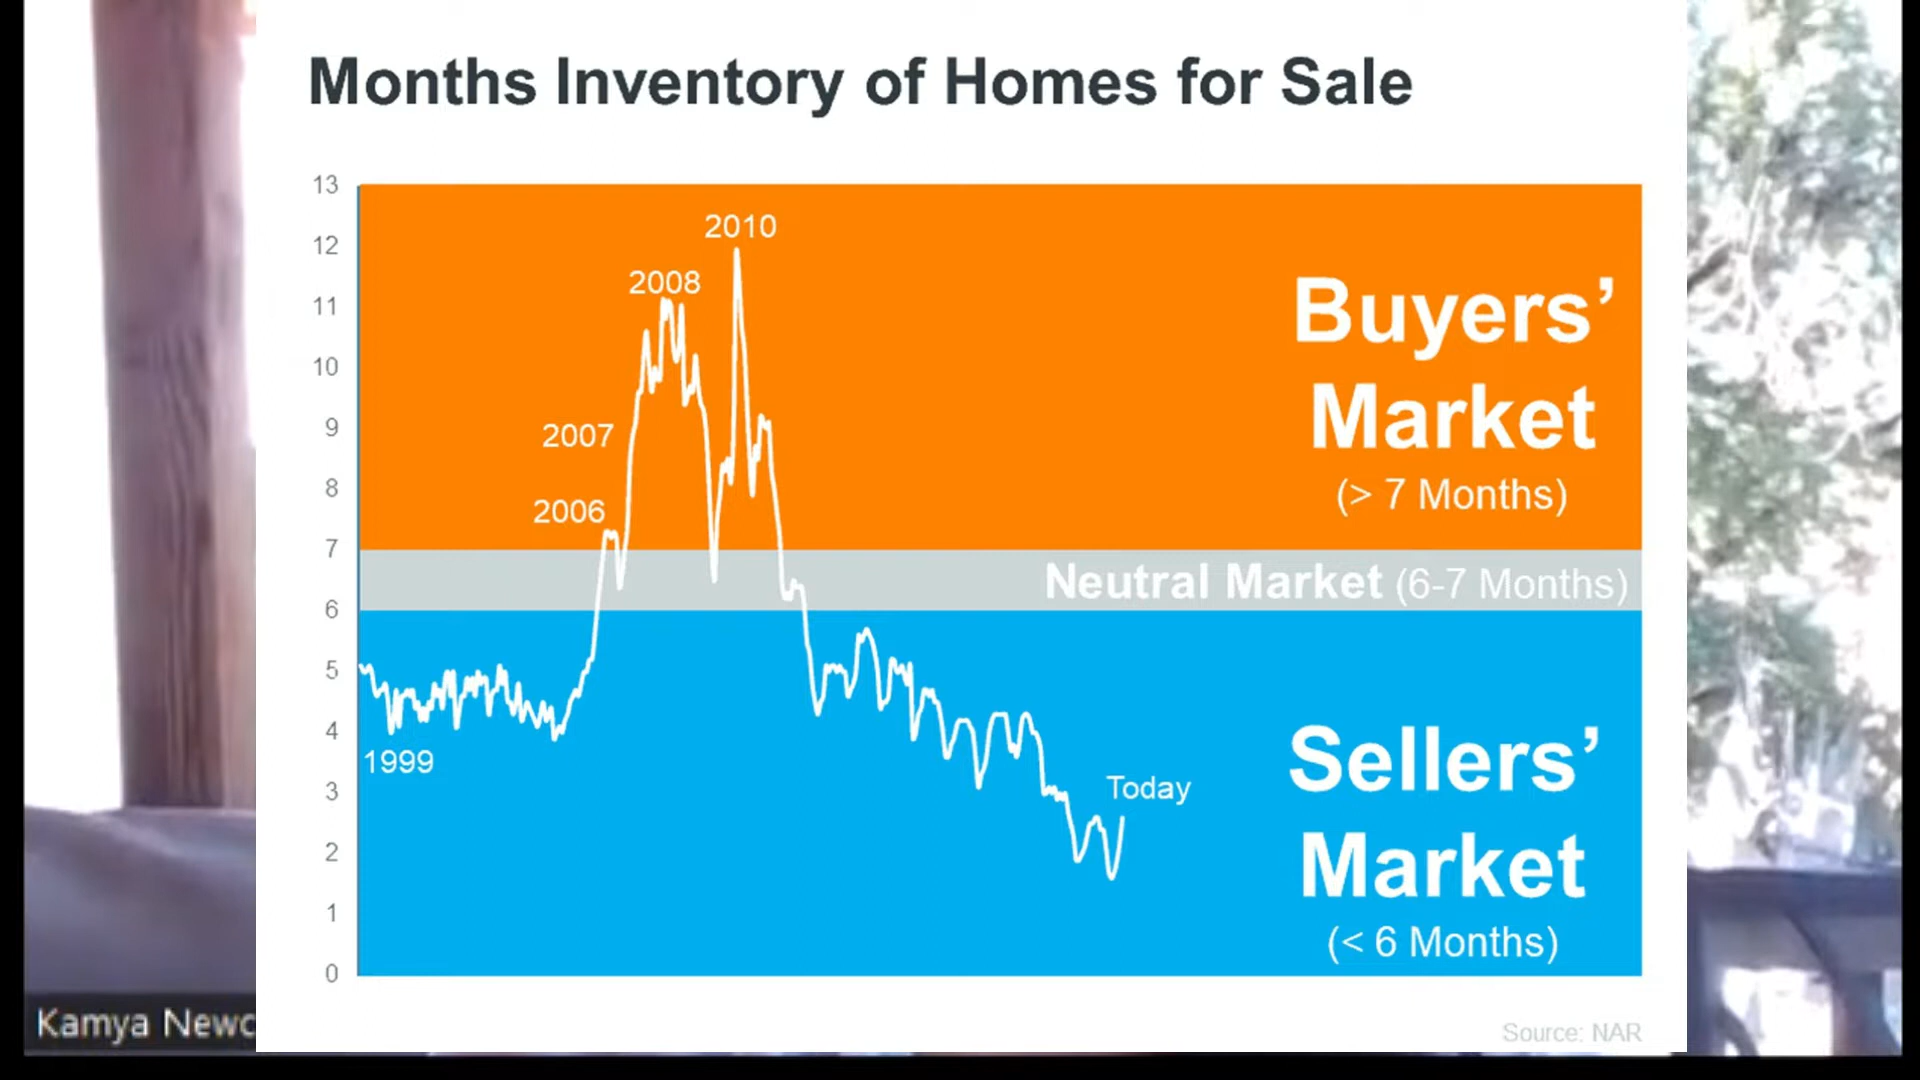 Months Inventory of Homes for Sale
13
12
11
10
9
8
7
6
5
4
3
2
1
0
2010
2008
2007
2006
1999
Today
Buyers’
Market
(> 7 Months)
Neutral Market (6-7 Months)
Sellers’
Market
(< 6 Months)
Source: NAR
Kamya Newc